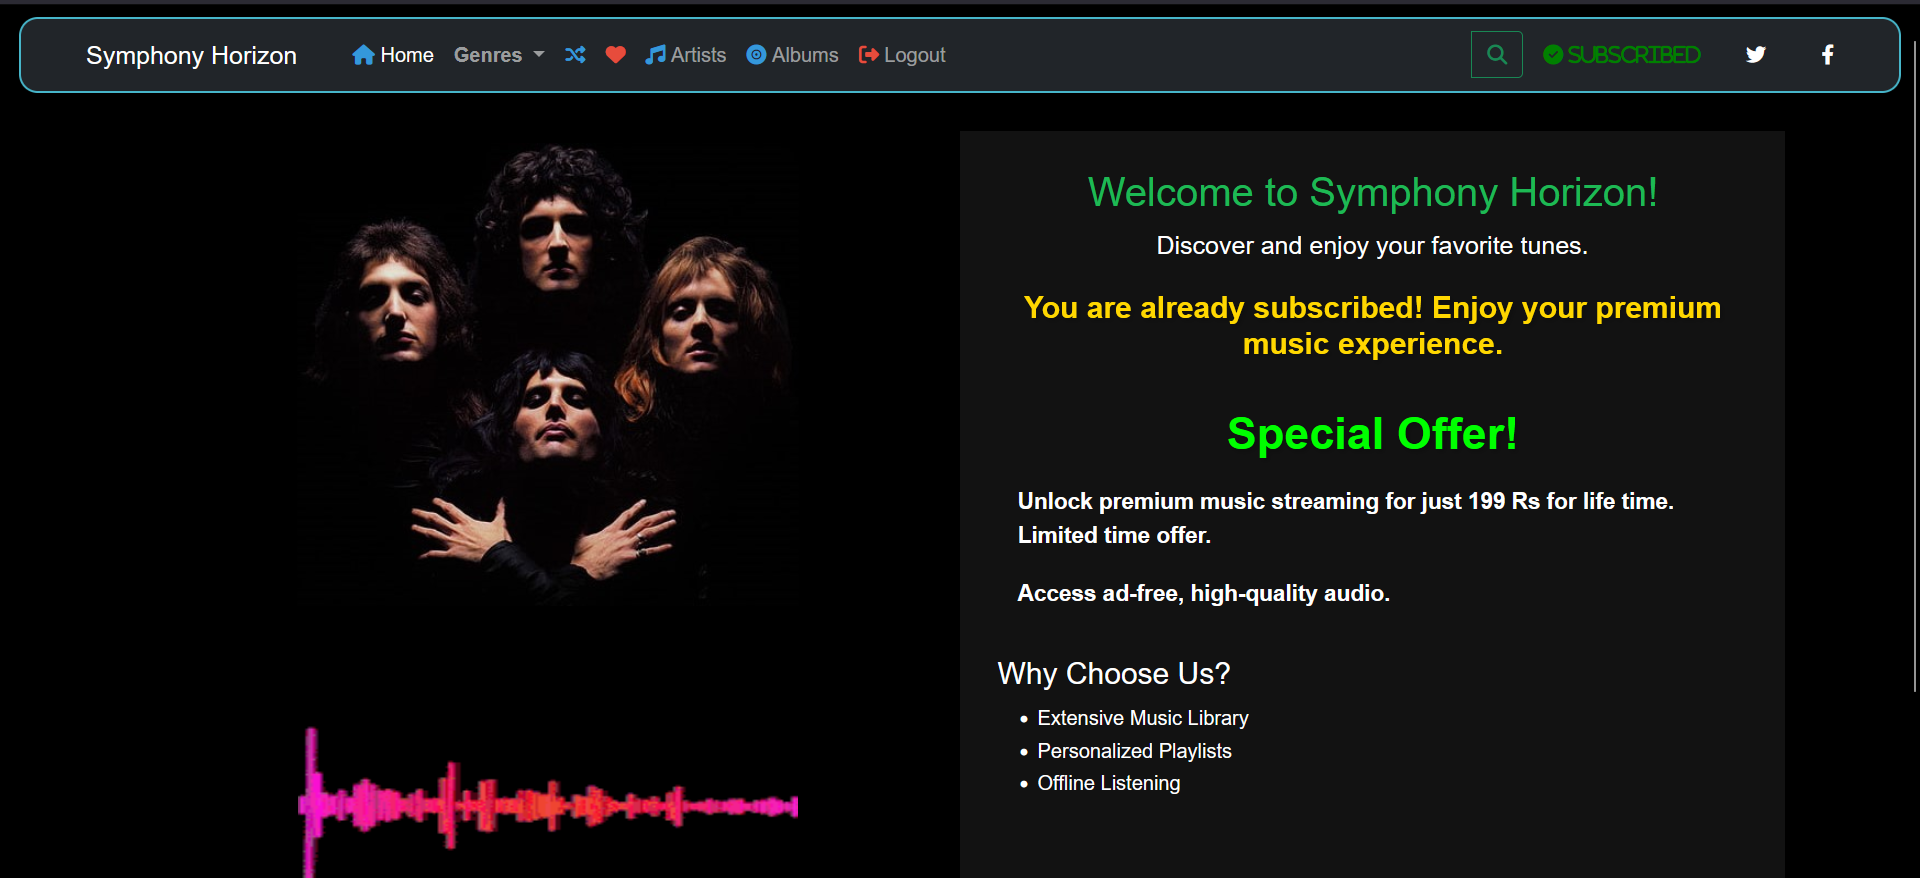 Symphony Horizon Home Genres Artists Albums Logout SUBSCRIBED
Welcome to Symphony Horizon!
Discover and enjoy your favorite tunes.
You are already subscribed! Enjoy your premium
music experience.
Special Offer!
Unlock premium music streaming for just 199 Rs for life time.
Limited time offer.
Access ad-free, high-quality audio.
Why Choose Us?
• Extensive Music Library
• Personalized Playlists
• Offline Listening